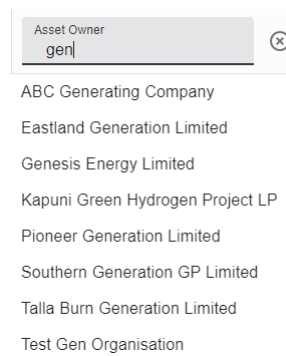 Asset Owner
gen
ABC Generating Company
Eastland Generation Limited
Genesis Energy Limited
Kapuni Green Hydrogen Project LP
Pioneer Generation Limited
Southern Generation GP Limited
Talla Burn Generation Limited
Test Gen Organisation